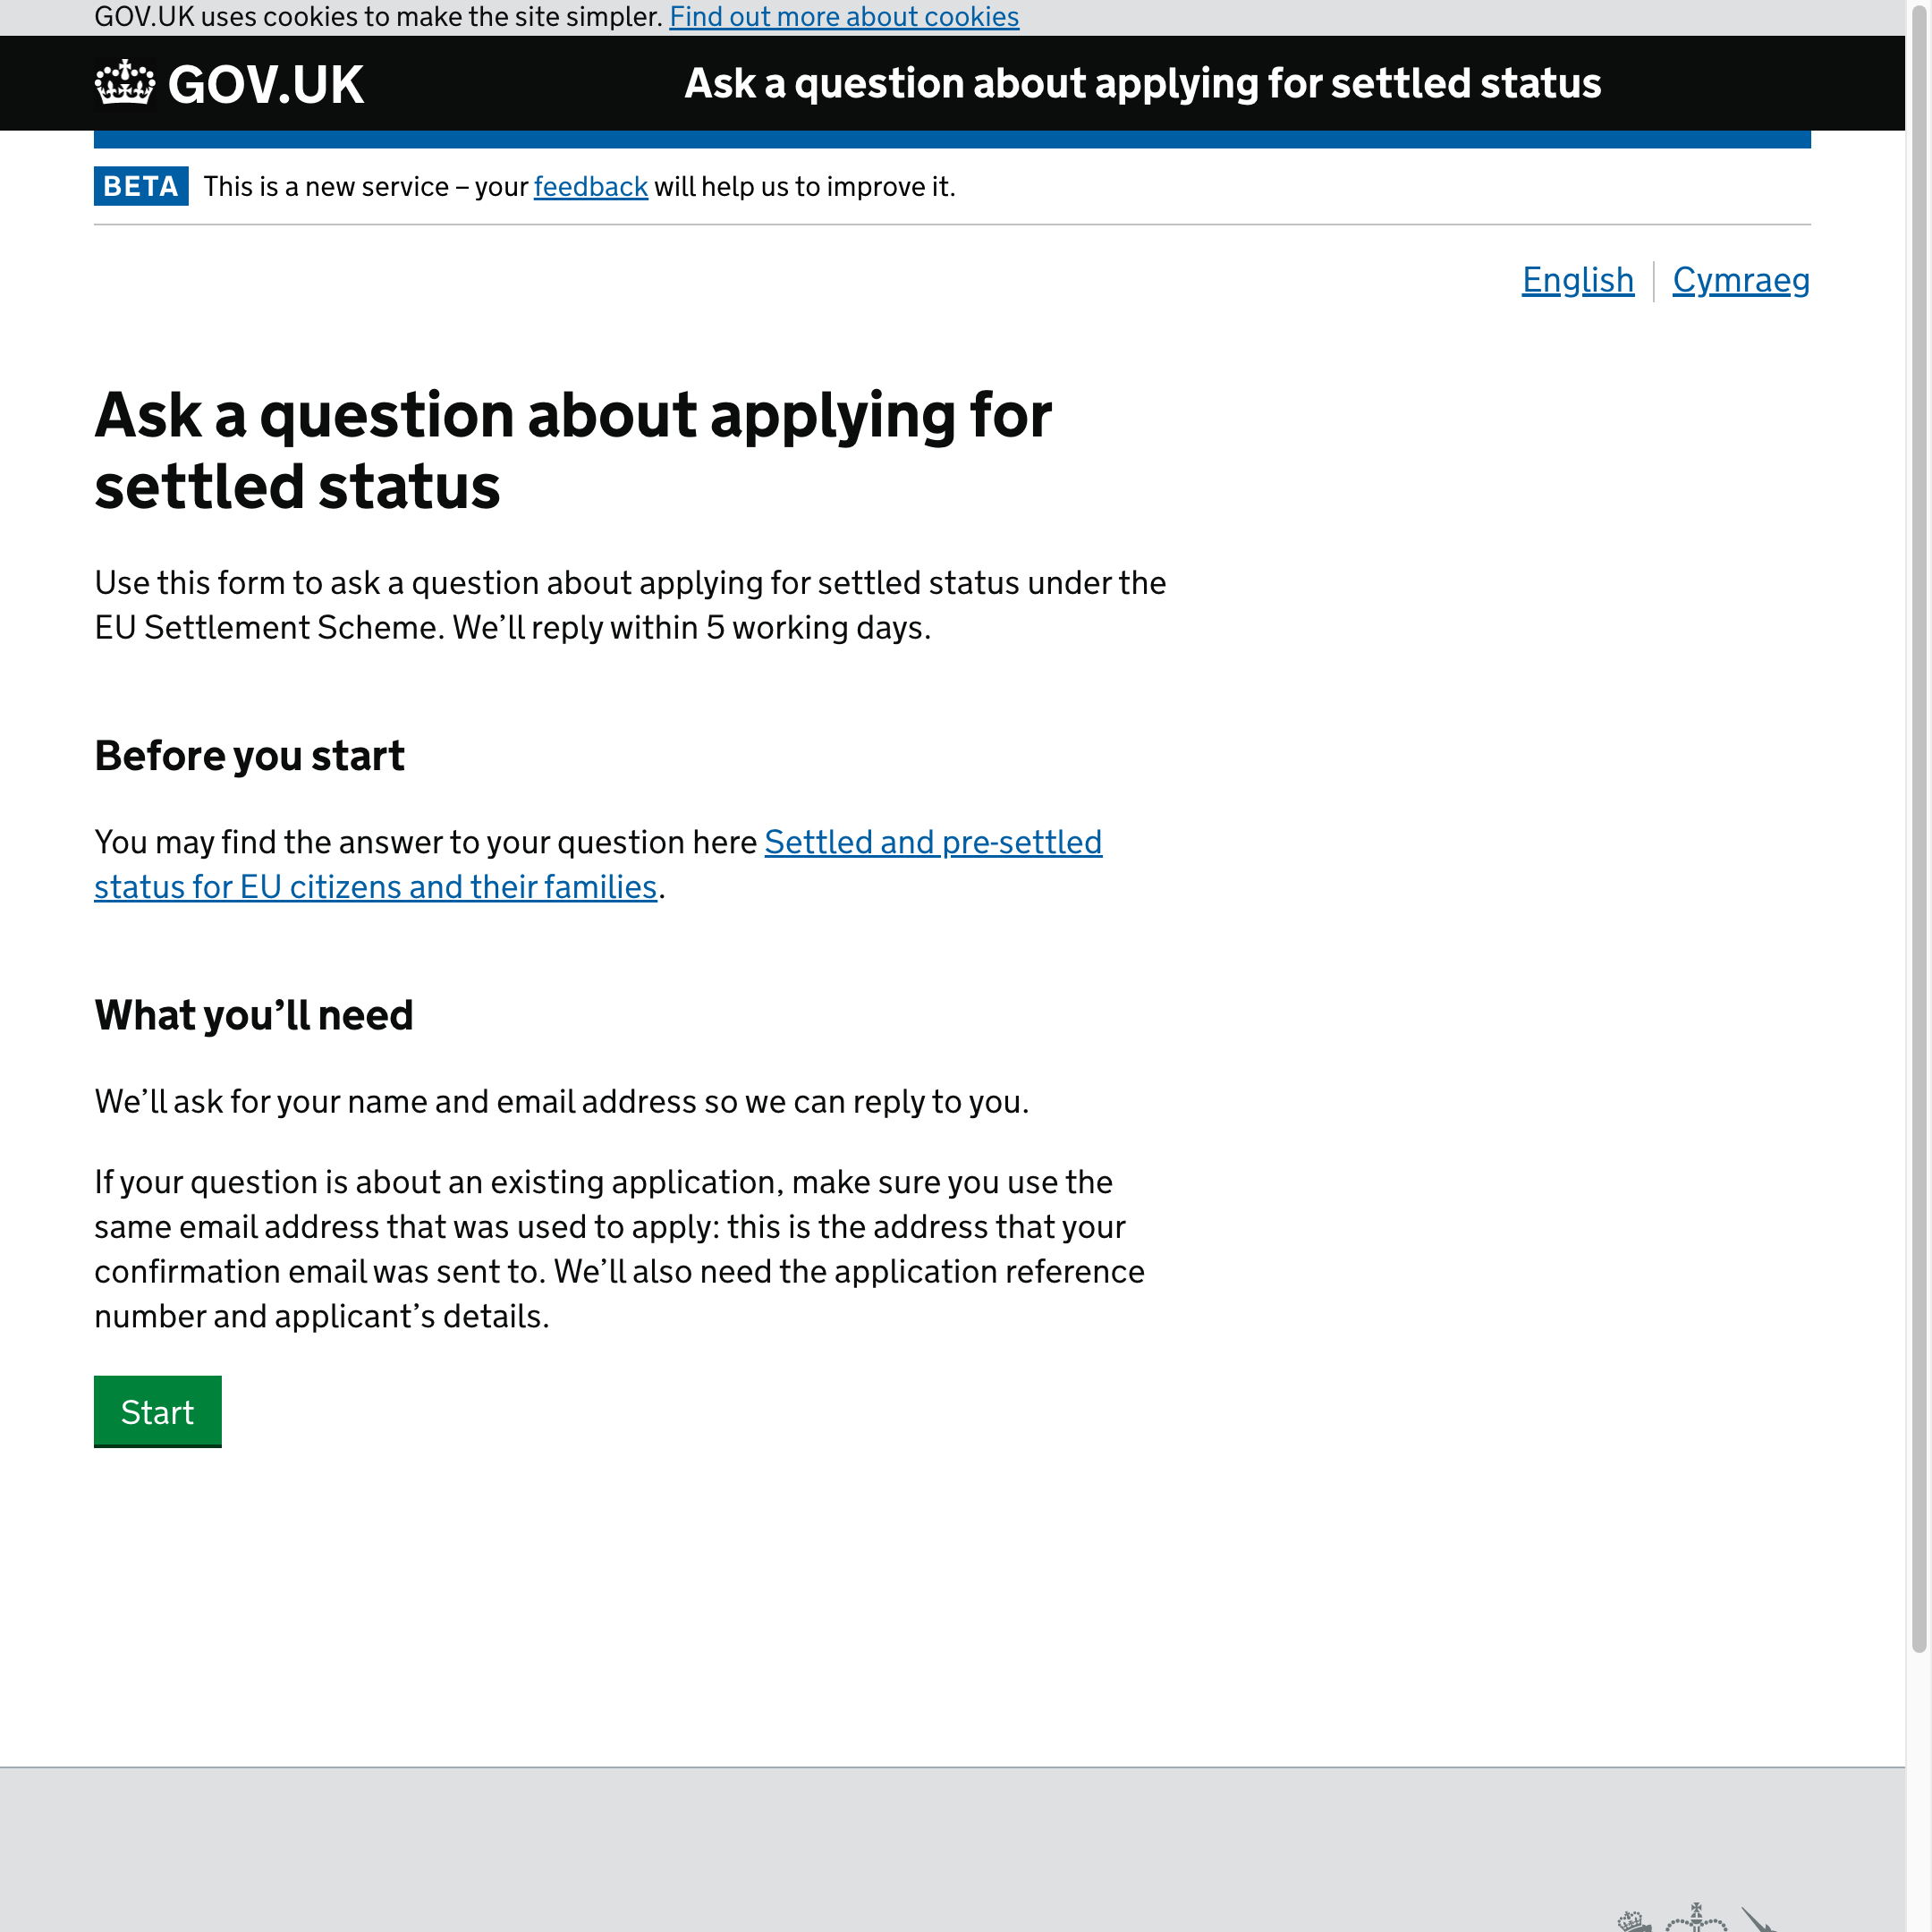 GOV.UK uses cookies to make the site simpler. Find out more about cookies
GOV.UK
Ask a question about applying for settled status
BETA This is a new service – your feedback will help us to improve it.
English
Cymraeg
Ask a question about applying for
settled status
Use this form to ask a question about applying for settled status under the
EU Settlement Scheme. We’ll reply within 5 working days.
Before you start
You may find the answer to your question here Settled and pre-settled
status for EU citizens and their families.
What you’ll need
We’ll ask for your name and email address so we can reply to you.
If your question is about an existing application, make sure you use the
same email address that was used to apply: this is the address that your
confirmation email was sent to. We’ll also need the application reference
number and applicant’s details.
Start